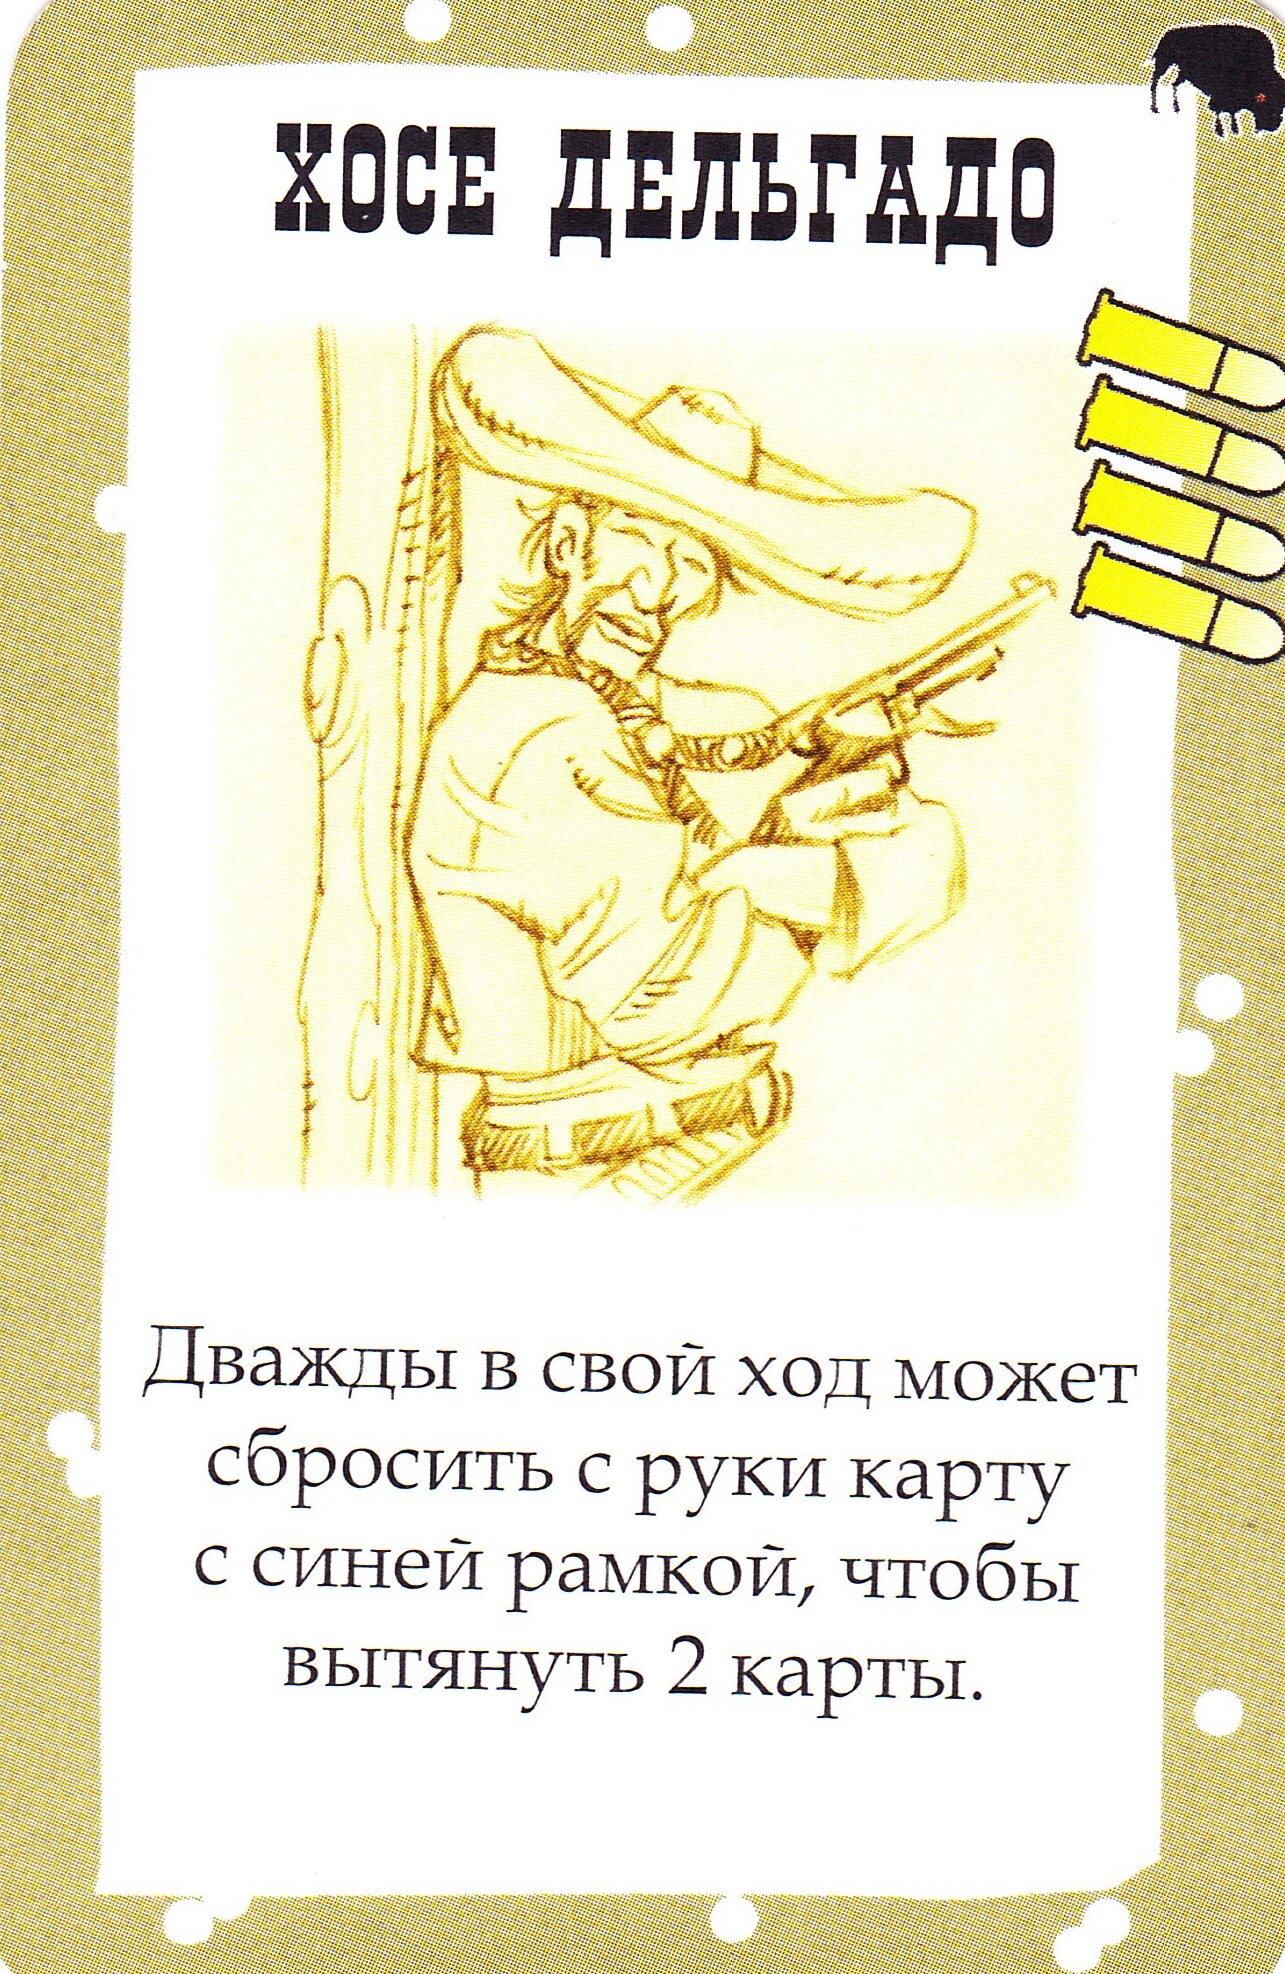 ХОСЕ ДЕЛЬГАДО
Дважды в свой ход может
сбросить с руки карту
с синей рамкой, чтобы
вытянуть 2 карты.